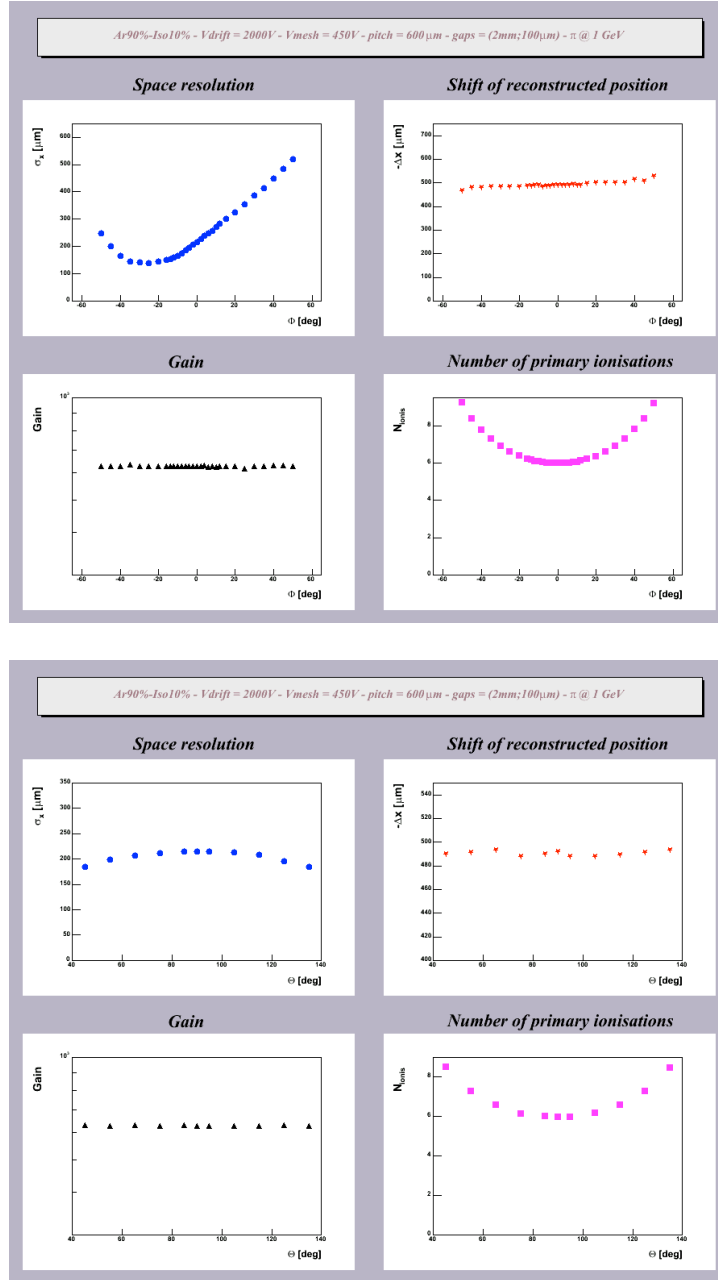 Ar90%-Iso10% - Vdrift = 2000V - Vmesh = 450V - pitch = 600 μm - gaps = (2mm;100μm) - π @ 1 GeV
Space resolution
σx [μm]
600
500
400
300
200
100
0
-60 -40 -20 0 20 40 60
Φ [deg]
Shift of reconstructed position
-Δx [μm]
700
600
500
400
300
200
100
0
-60 -40 -20 0 20 40 60
Φ [deg]
Gain
Gain
-60 -40 -20 0 20 40 60
Φ [deg]
Number of primary ionisations
Nionis
8
6
4
2
0
-60 -40 -20 0 20 40 60
Φ [deg]
Ar90%-Iso10% - Vdrift = 2000V - Vmesh = 450V - pitch = 600 μm - gaps = (2mm;100μm) - π @ 1 GeV
Space resolution
σx [μm]
350
300
250
200
150
100
50
0
40 60 80 100 120 140
Θ [deg]
Shift of reconstructed position
-Δx [μm]
540
520
500
480
460
440
420
400
40 60 80 100 120 140
Θ [deg]
Gain
Gain
40 60 80 100 120 140
Θ [deg]
Number of primary ionisations
Nionis
8
6
4
2
0
40 60 80 100 120 140
Θ [deg]